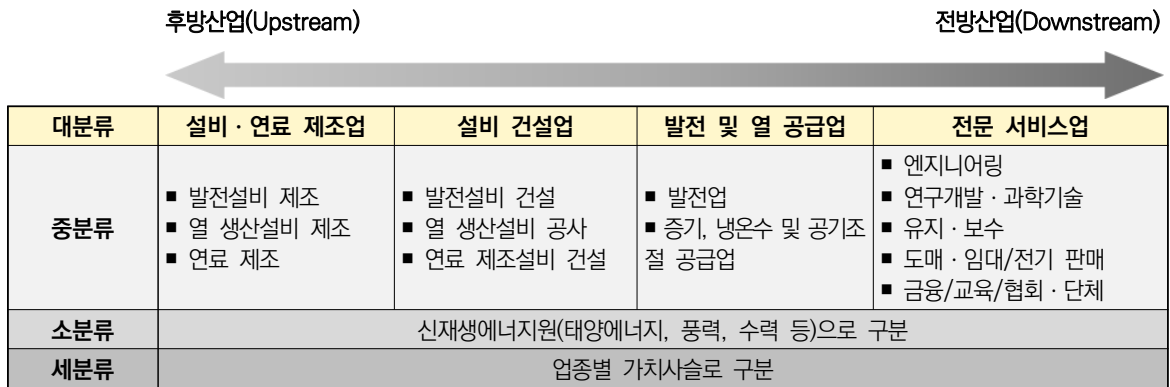 후방산업(Upstream) 전방산업(Downstream)
대분류 설비·연료 제조업 설비 건설업 발전 및 열 공급업 전문 서비스업
중분류
■ 발전설비 제조
■ 열 생산설비 제조
■ 연료 제조
■ 발전설비 건설
■ 열 생산설비 공사
■ 연료 제조설비 건설
■ 발전업
■ 증기, 냉온수 및 공기조
절 공급업
■ 엔지니어링
■ 연구개발·과학기술
■ 유지·보수
■ 도매·임대/전기 판매
■ 금융/교육/협회·단체
소분류 신재생에너지원(태양에너지, 풍력, 수력 등)으로 구분
세분류 업종별 가치사슬로 구분